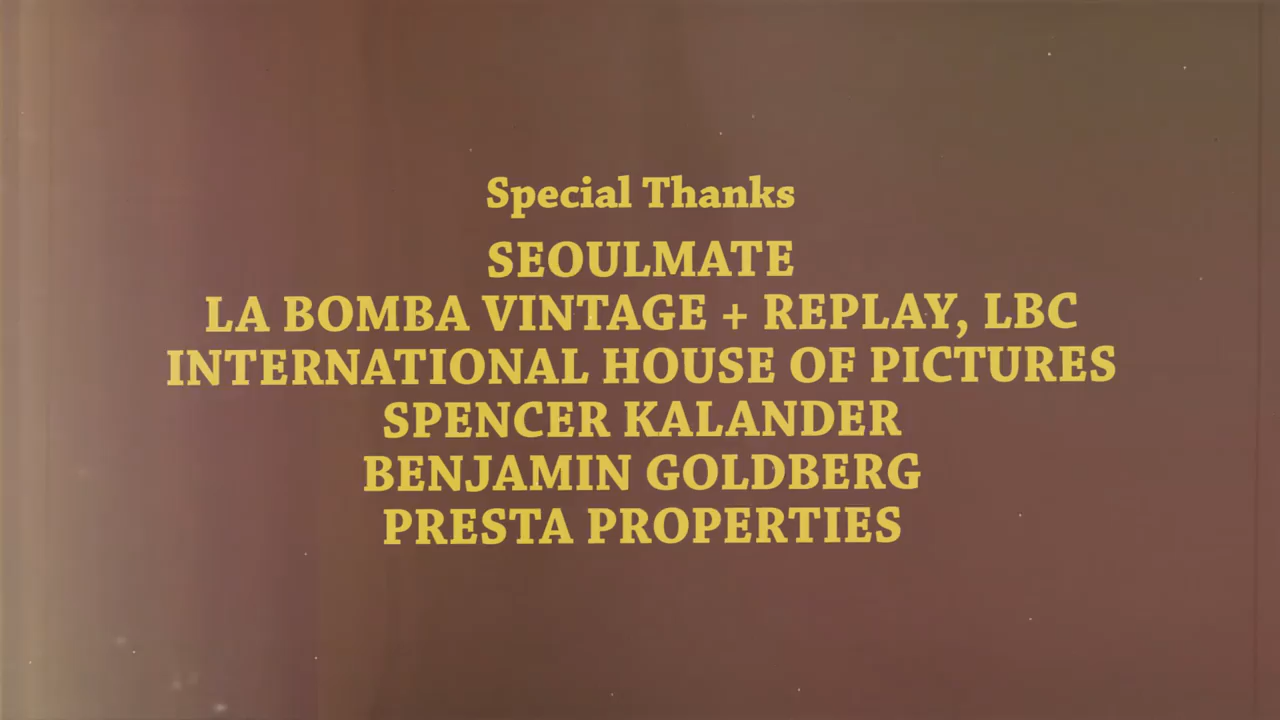 Special Thanks
SEOULMATE
LA BOMBA VINTAGE + REPLAY, LBC
INTERNATIONAL HOUSE OF PICTURES
SPENCER KALANDER
BENJAMIN GOLDBERG
PRESTA PROPERTIES